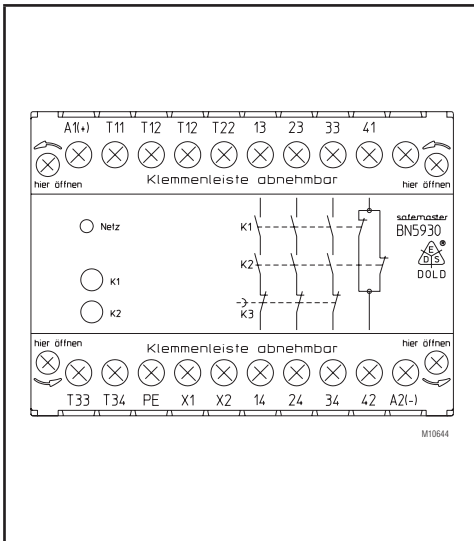 A1(+) T11 T12 T12 T22 13 23 33 41
hier öffnen Klemmenleiste abnehmbar hier öffnen
Netz
K1
K2
K1
K2
K3
safemaster
BN5930
E
D S
®
DOLD
hier öffnen Klemmenleiste abnehmbar hier öffnen
T33 T34 PE X1 X2 14 24 34 42 A2(-)
M10644